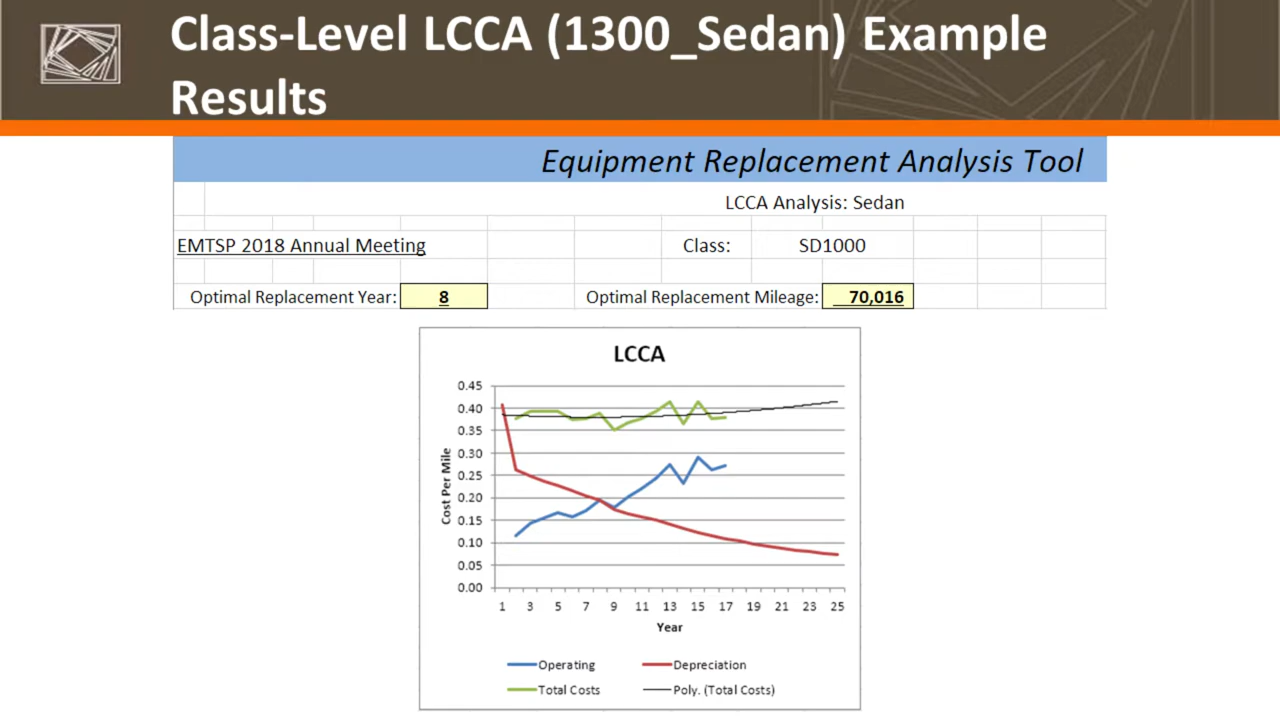 Class-Level LCCA (1300_Sedan) Example
Results
Equipment Replacement Analysis Tool
LCCA Analysis: Sedan
EMTSP 2018 Annual Meeting Class: SD1000
Optimal Replacement Year: 8 Optimal Replacement Mileage: 70,016
LCCA
0.45
0.40
0.35
0.30
0.25
0.20
0.15
0.10
0.05
0.00
Cost Per Mile
1 3 5 7 9 11 13 15 17 19 21 23 25
Year
Operating Depreciation
Total Costs Poly. (Total Costs)